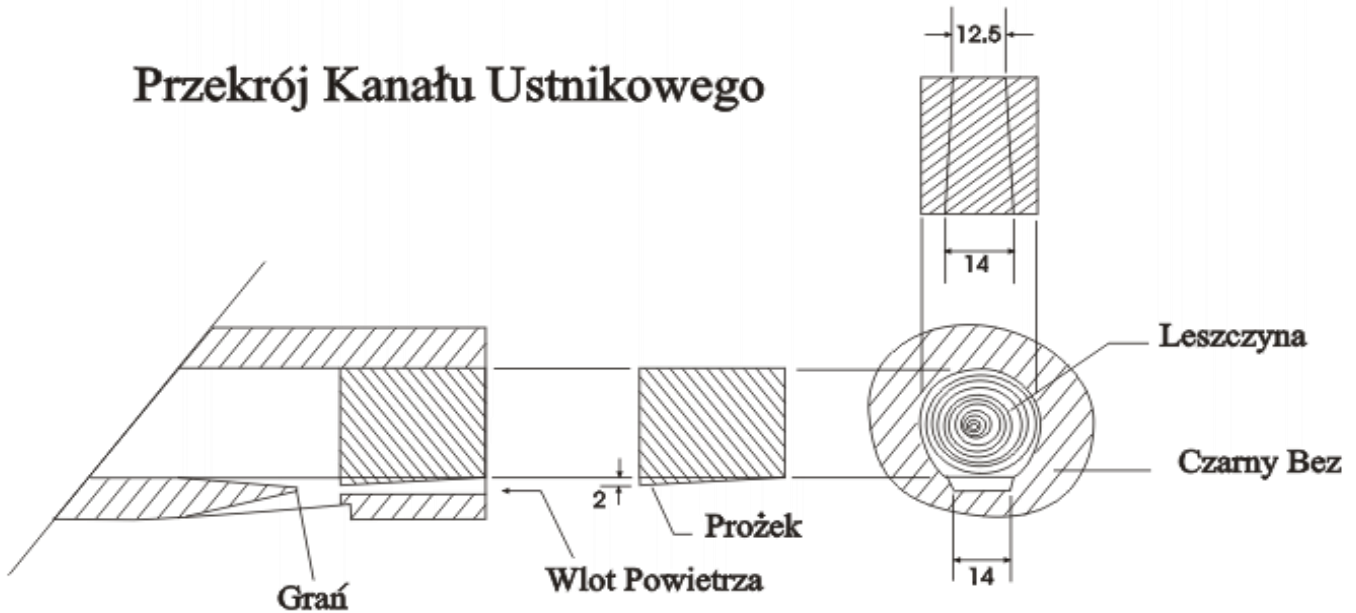 12.5
Przekrój Kanału Ustnikowego
14
Leszczyna
Czarny Bez
2
Prożek
Wlot Powietrza
14
Grań